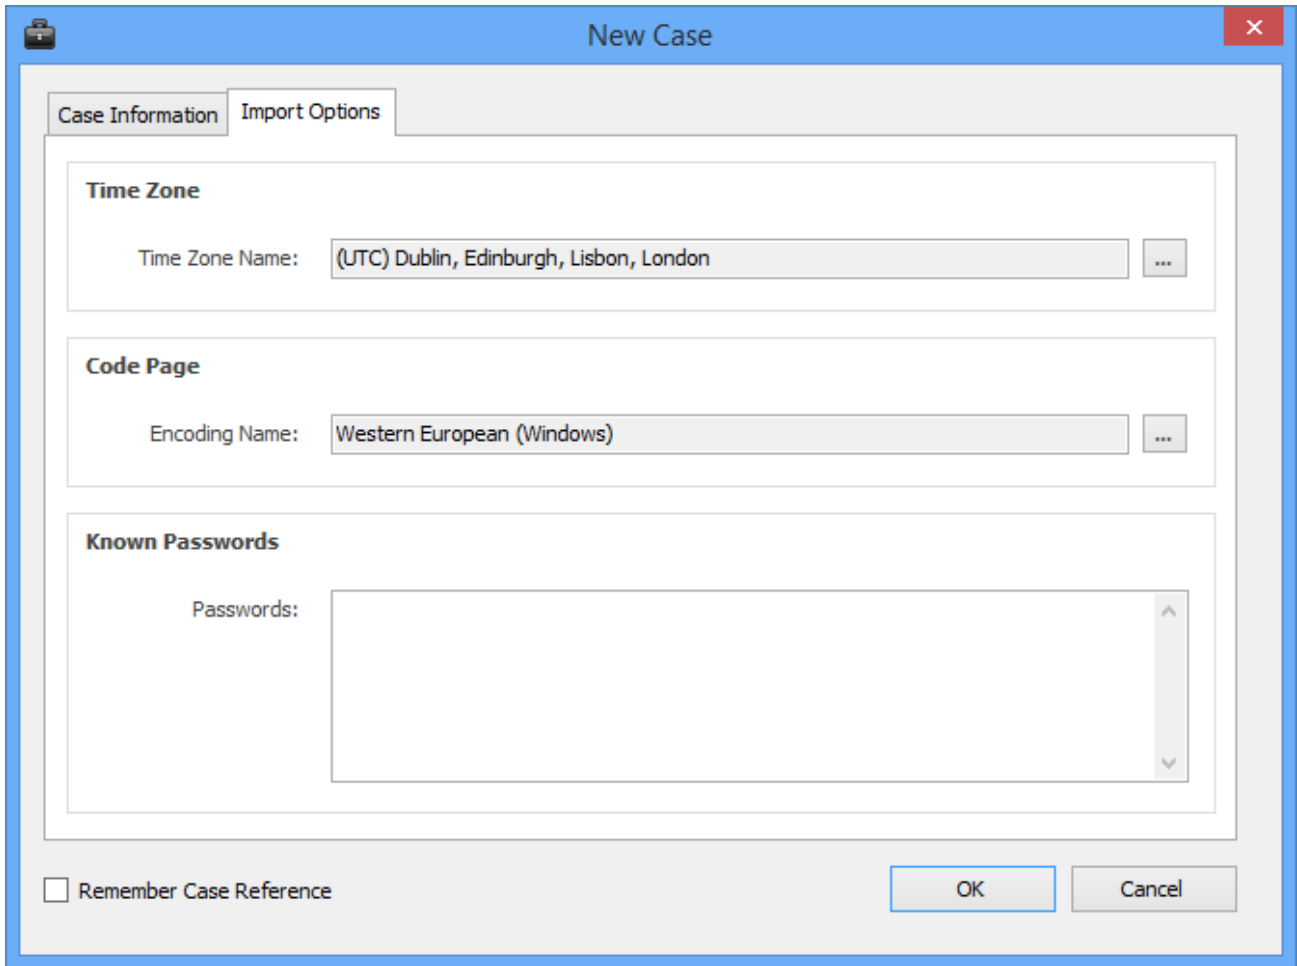 New Case
Case Information
Import Options
Time Zone
Time Zone Name: (UTC) Dublin, Edinburgh, Lisbon, London ...
Code Page
Encoding Name: Western European (Windows) ...
Known Passwords
Passwords:
Remember Case Reference
OK
Cancel